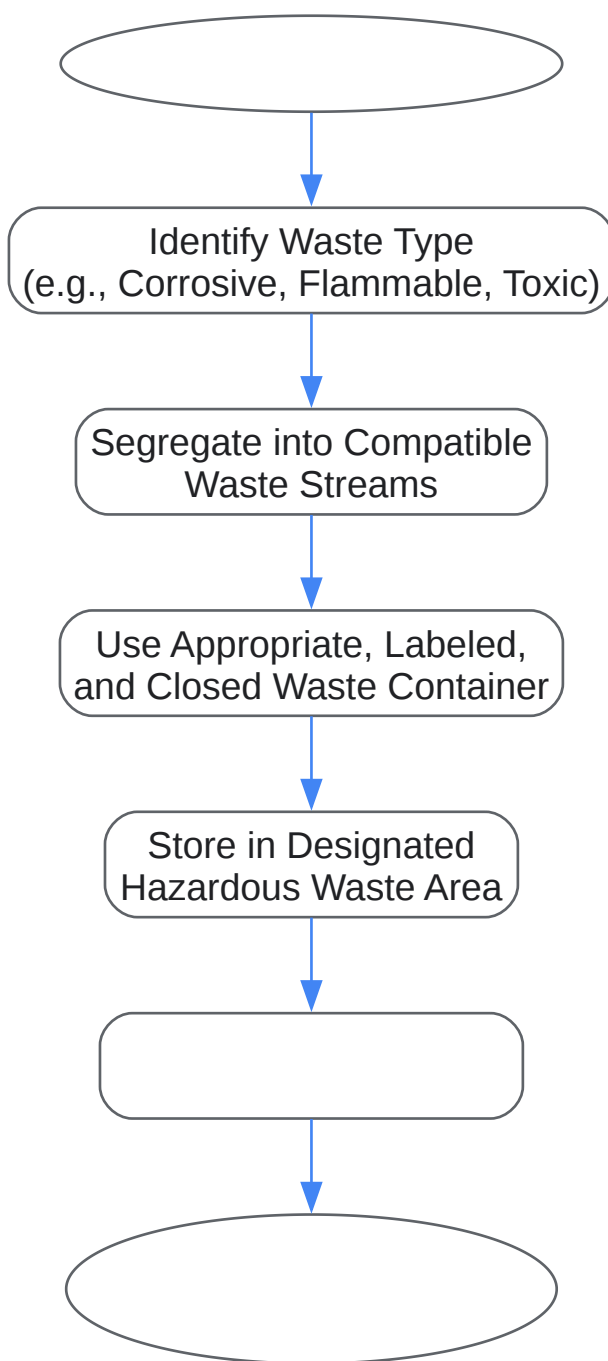 Identify Waste Type
(e.g., Corrosive, Flammable, Toxic)
Segregate into Compatible
Waste Streams
Use Appropriate, Labeled,
and Closed Waste Container
Store in Designated
Hazardous Waste Area